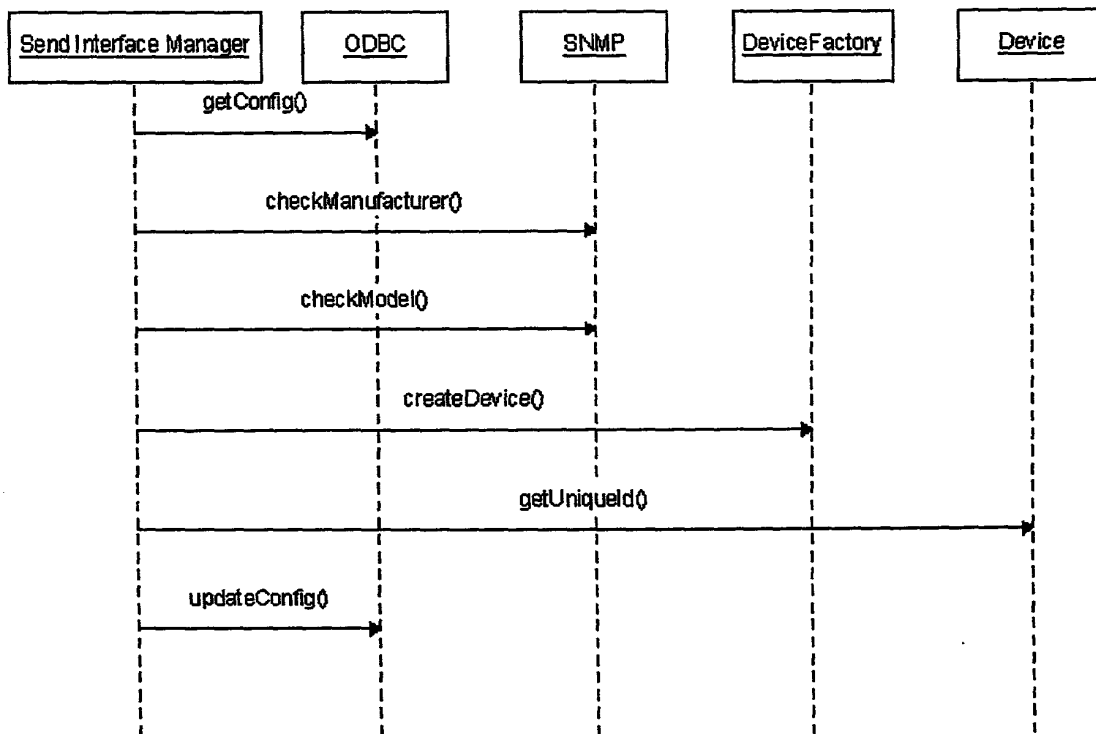 Send Interface Manager
ODBC
SNMP
DeviceFactory
Device
getConfig()
checkManufacturer()
checkModel()
createDevice()
getUniqueId()
updateConfig()